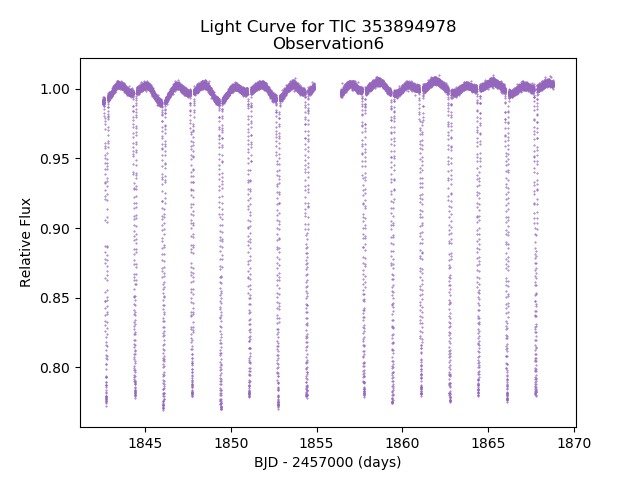 Light Curve for TIC 353894978
Observation6
Relative Flux
1.00
0.95
0.90
0.85
0.80
1845
1850
1855
1860
1865
1870
BJD - 2457000 (days)